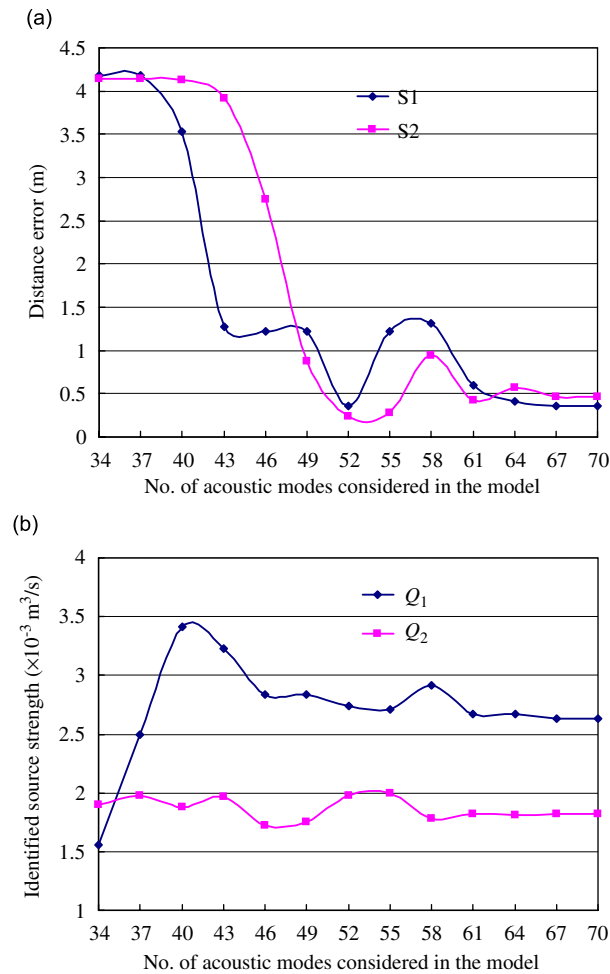 (a)
4.5
4
3.5
3
2.5
2
1.5
1
0.5
0
Distance error (m)
S1
S2
34 37 40 43 46 49 52 55 58 61 64 67 70
No. of acoustic modes considered in the model
(b)
4
3.5
3
2.5
2
1.5
1
Identified source strength (×10⁻³ m³/s)
Q₁
Q₂
34 37 40 43 46 49 52 55 58 61 64 67 70
No. of acoustic modes considered in the model